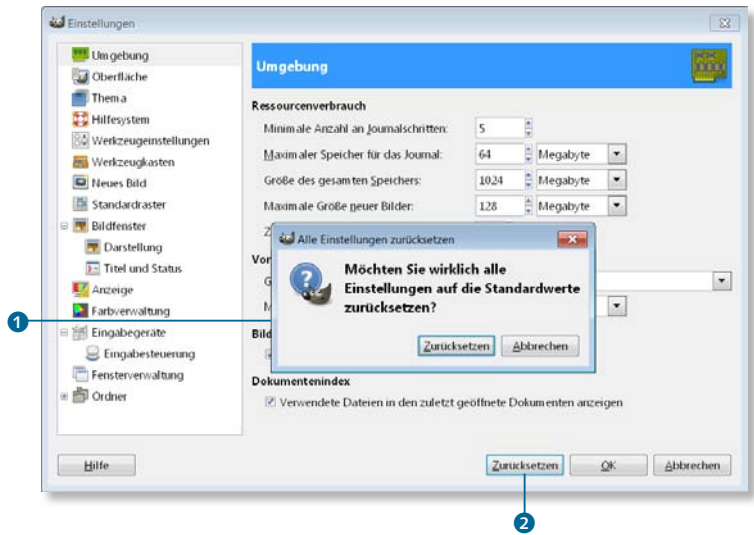 Einstellungen
Umgebung
Oberfläche
Thema
Hilfesystem
Werkzeugeinstellungen
Werkzeugkasten
Neues Bild
Standardraster
Bildfenster
Darstellung
Titel und Status
Anzeige
Farbverwaltung
Eingabegeräte
Eingabesteuerung
Fensterverwaltung
Ordner
Umgebung
Ressourcenverbrauch
Minimale Anzahl an Journalschritten: 5
Maximaler Speicher für das Journal: 64 Megabyte
Größe des gesamten Speichers: 1024 Megabyte
Maximale Größe neuer Bilder: 128 Megabyte
Z
Vor
G
M
Bild
Alle Einstellungen zurücksetzen
Möchten Sie wirklich alle
Einstellungen auf die Standardwerte
zurücksetzen?
Zurücksetzen Abbrechen
Dokumentenindex
Verwendete Dateien in den zuletzt geöffnete Dokumenten anzeigen
Hilfe Zurücksetzen OK Abbrechen
1
2